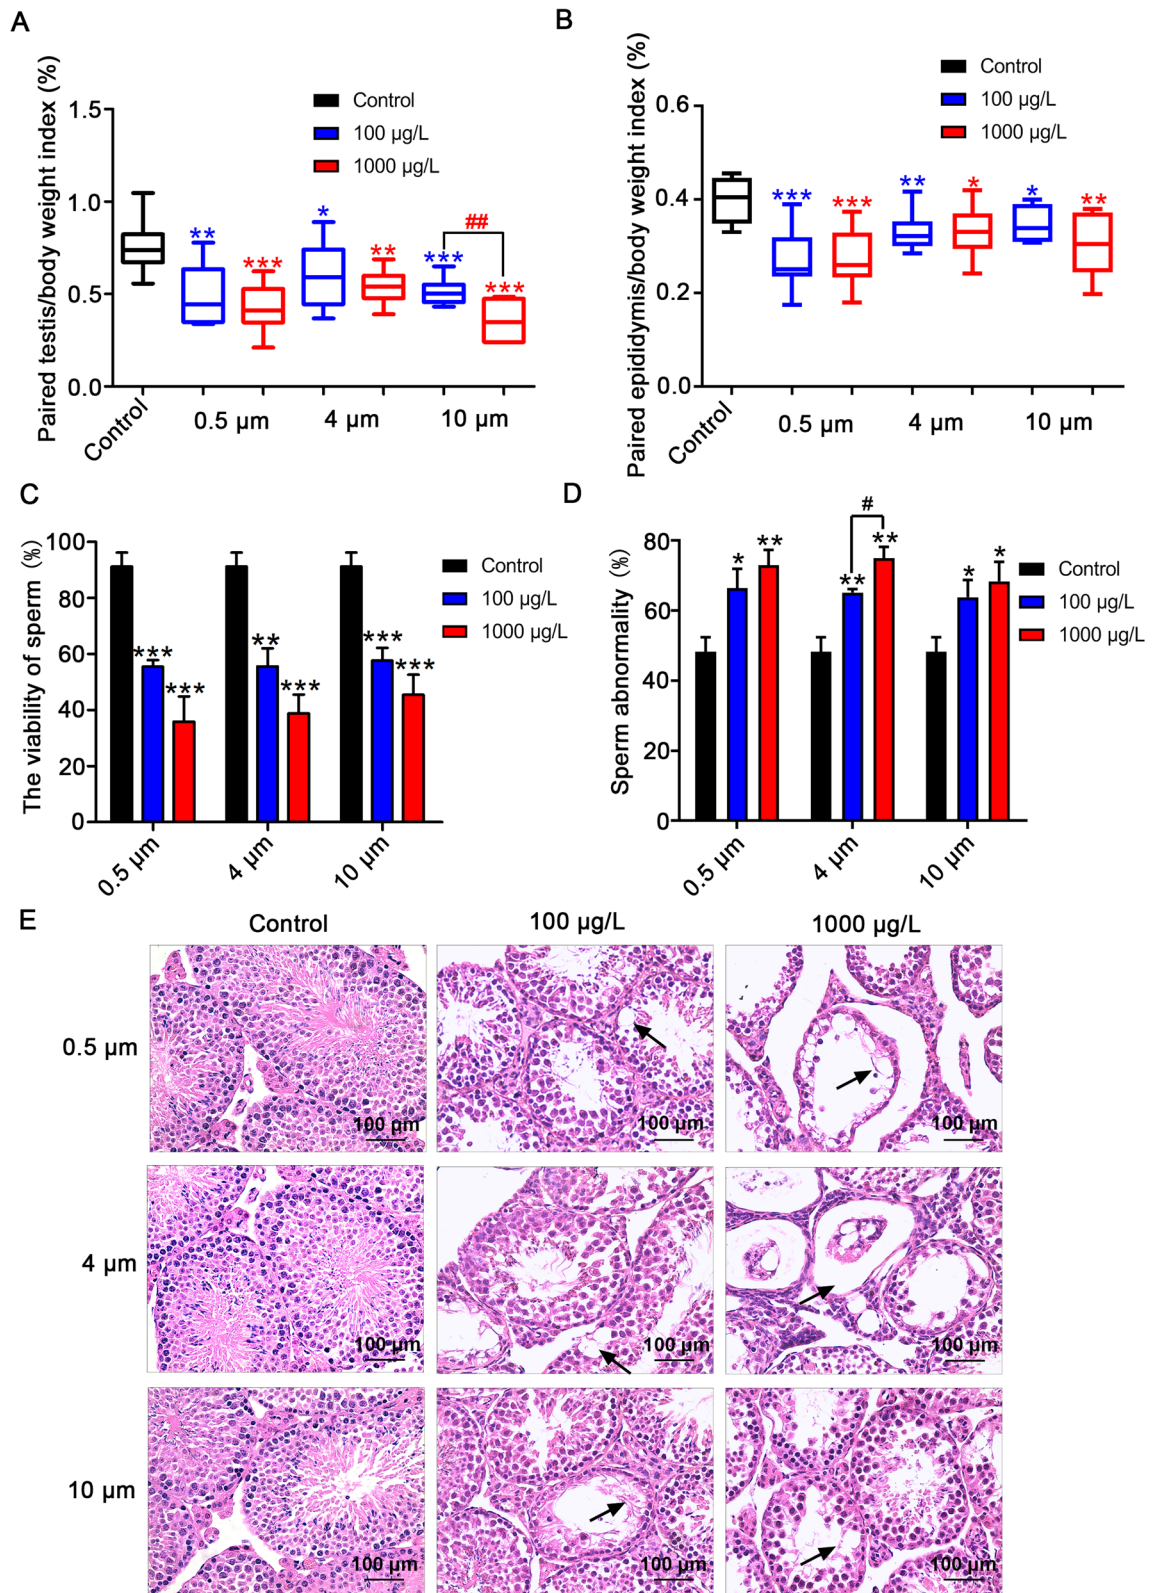 A
Paired testis/body weight index (%)
Control
100 μg/L
1000 μg/L
1.5
1.0
0.5
0.0
**
***
*
**
***
##
***
Control
0.5 μm
4 μm
10 μm
B
Paired epididymis/body weight index (%)
Control
100 μg/L
1000 μg/L
0.6
0.4
0.2
0.0
***
***
**
*
*
**
Control
0.5 μm
4 μm
10 μm
C
The viability of sperm (%)
100
80
60
40
20
0
Control
100 μg/L
1000 μg/L
***
***
**
***
***
***
0.5 μm
4 μm
10 μm
D
Sperm abnormality (%)
80
60
40
20
0
Control
100 μg/L
1000 μg/L
*
**
**
#
**
*
*
0.5 μm
4 μm
10 μm
E
Control
100 μg/L
1000 μg/L
0.5 μm
100 μm
100 μm
100 μm
4 μm
100 μm
100 μm
100 μm
10 μm
100 μm
100 μm
100 μm